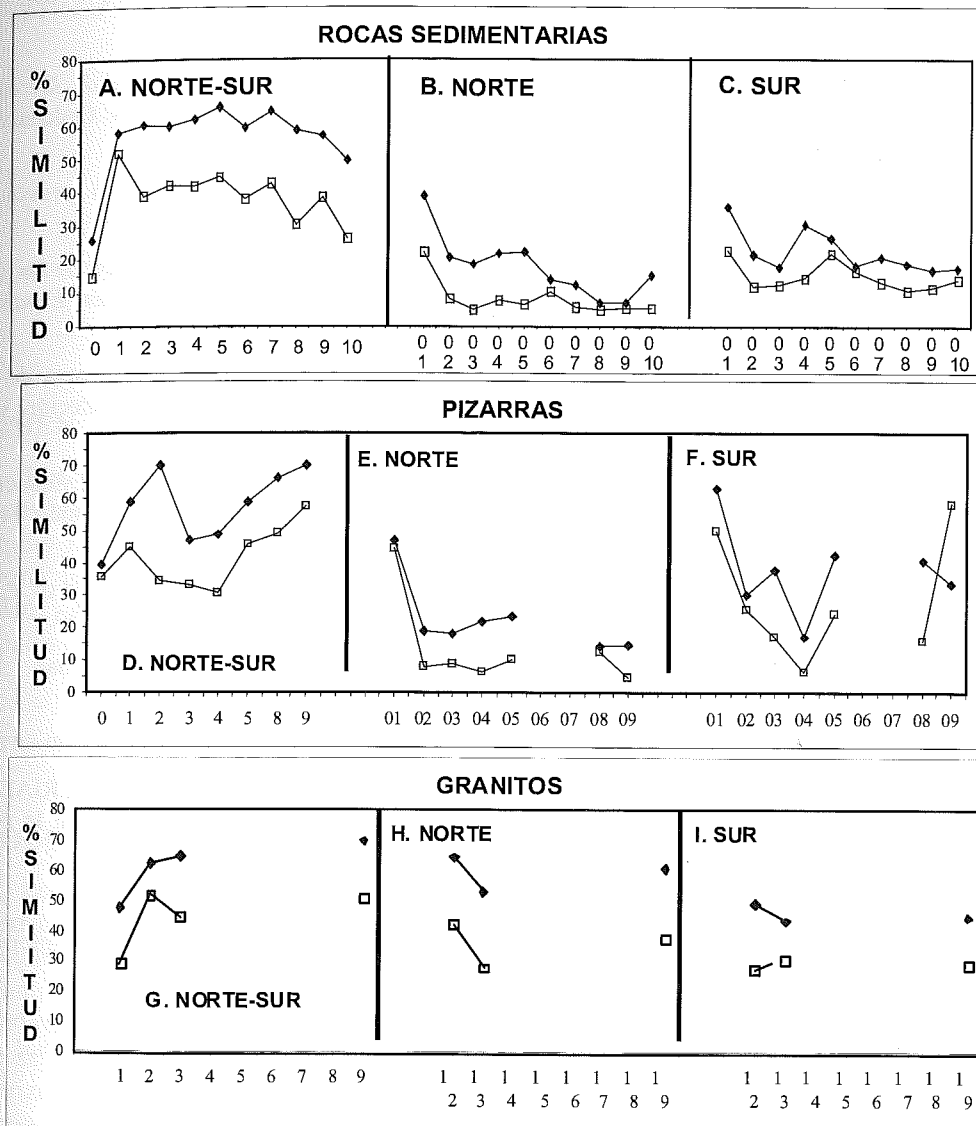 ROCAS SEDIMENTARIAS
% SIMILITUD
80
70
60
50
40
30
20
10
0
A. NORTE-SUR
B. NORTE
C. SUR
0 1 2 3 4 5 6 7 8 9 10
0 0 0 0 0 0 0 0 0 0
1 2 3 4 5 6 7 8 9 10
0 0 0 0 0 0 0 0 0 0
1 2 3 4 5 6 7 8 9 10
PIZARRAS
% SIMILITUD
80
70
60
50
40
30
20
10
0
D. NORTE-SUR
E. NORTE
F. SUR
0 1 2 3 4 5 8 9
01 02 03 04 05 06 07 08 09
01 02 03 04 05 06 07 08 09
GRANITOS
% SIMIITUD
80
70
60
50
40
30
20
10
0
G. NORTE-SUR
H. NORTE
I. SUR
1 2 3 4 5 6 7 8 9
1 1 1 1 1 1 1 1
2 3 4 5 6 7 8 9
1 1 1 1 1 1 1 1
2 3 4 5 6 7 8 9